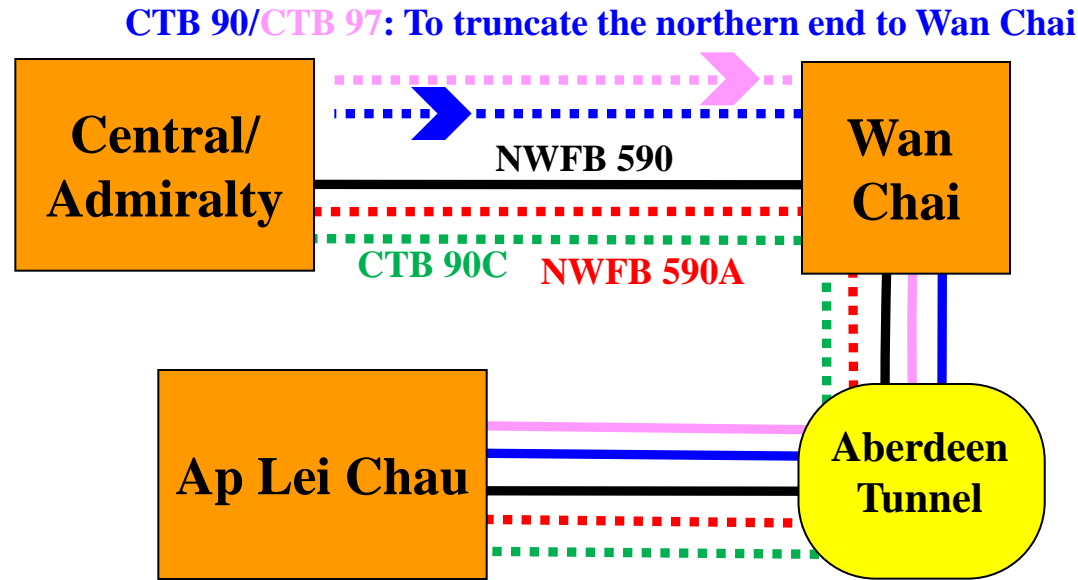 CTB 90/CTB 97: To truncate the northern end to Wan Chai
Central/
Admiralty
Wan
Chai
NWFB 590
CTB 90C
NWFB 590A
Ap Lei Chau
Aberdeen
Tunnel